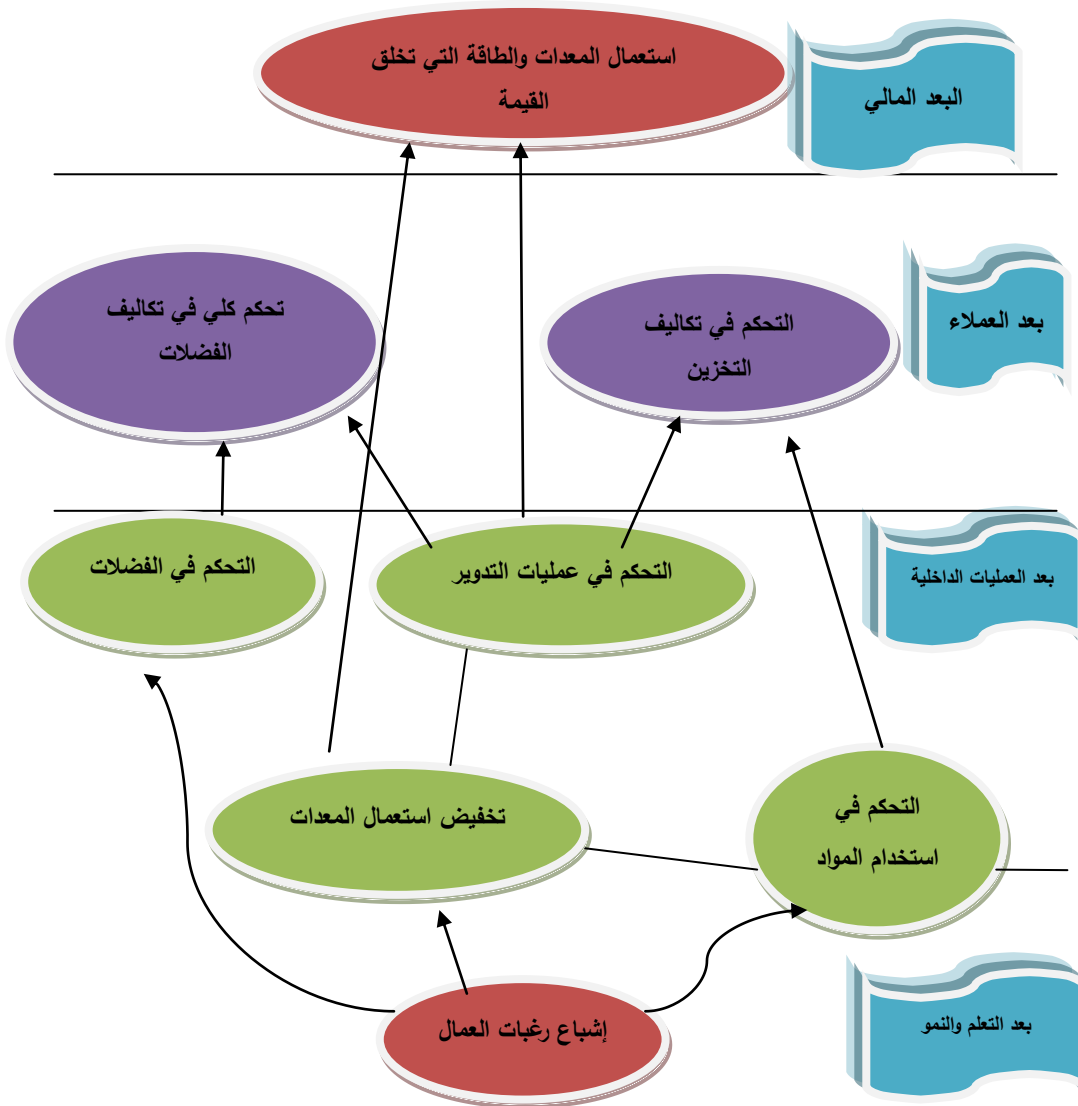 استعمال المعدات والطاقة التي تخلق
القيمة
البعد المالي
بعد العملاء
التحكم في تكاليف
التخزين
تحكم كلي في تكاليف
الفضلات
بعد العمليات الداخلية
التحكم في عمليات التدوير
التحكم في الفضلات
التحكم في
استخدام المواد
تخفيض استعمال المعدات
بعد التعلم والنمو
إشباع رغبات العمال